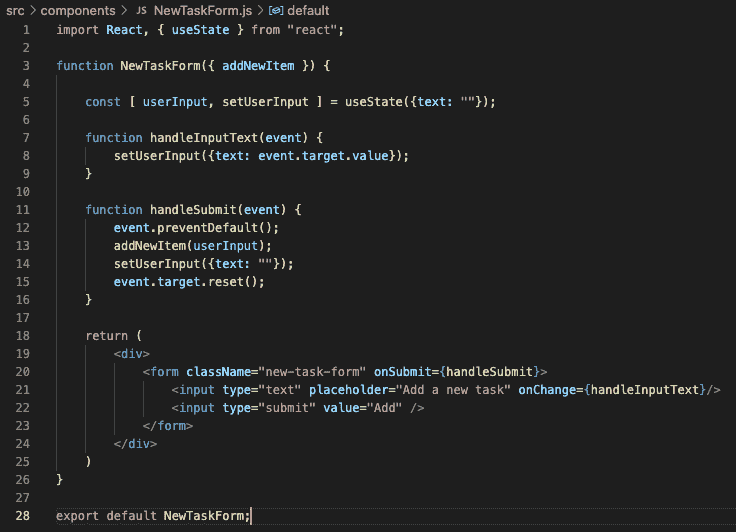 src > components > JS NewTaskForm.js > default
1 import React, { useState } from "react";
2
3 function NewTaskForm({ addNewItem }) {
4
5     const [ userInput, setUserInput ] = useState({text: ""});
6
7     function handleInputText(event) {
8         setUserInput({text: event.target.value});
9     }
10
11     function handleSubmit(event) {
12         event.preventDefault();
13         addNewItem(userInput);
14         setUserInput({text: ""});
15         event.target.reset();
16     }
17
18     return (
19         <div>
20             <form className="new-task-form" onSubmit={handleSubmit}>
21                 <input type="text" placeholder="Add a new task" onChange={handleInputText}/>
22                 <input type="submit" value="Add" />
23             </form>
24         </div>
25     )
26 }
27
28 export default NewTaskForm;